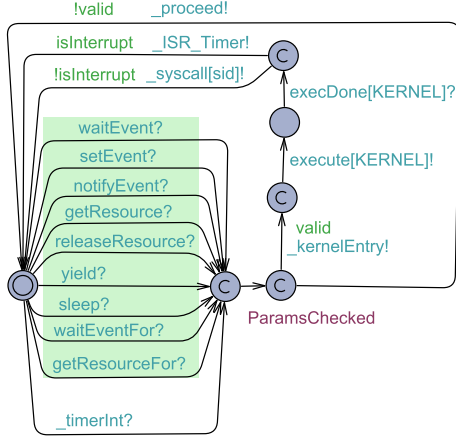 !valid _proceed!
isInterrupt _ISR_Timer!
!isInterrupt _syscall[sid]!
execDone[KERNEL]?
waitEvent?
setEvent?
execute[KERNEL]!
notifyEvent?
getResource?
valid
releaseResource?
_kernelEntry!
yield?
C
C
C
C
sleep?
ParamsChecked
waitEventFor?
getResourceFor?
_timerInt?